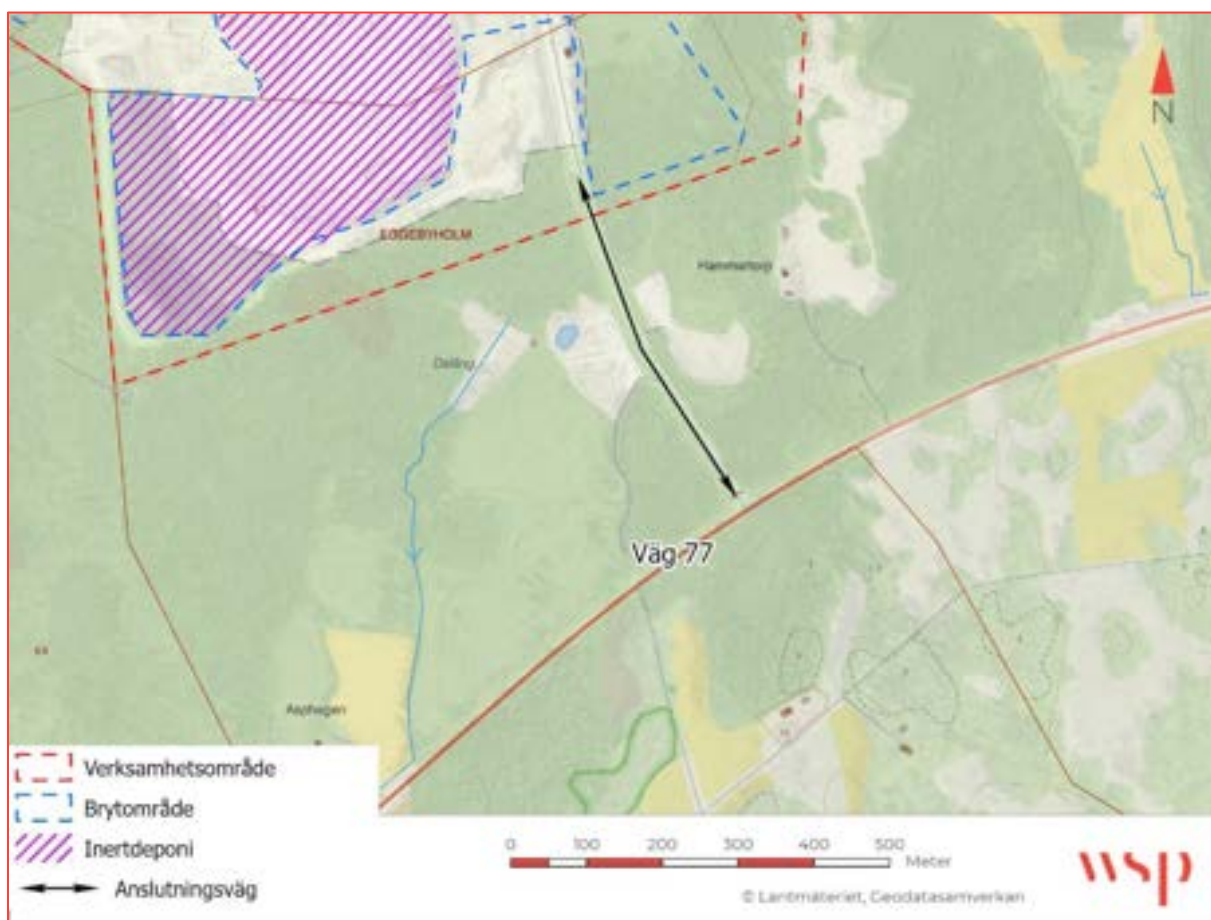 N
EGGEBYHOLM
Hammartorp
Dälling
Väg 77
Asphagen
Verksamhetsområde
Brytområde
Inertdeponi
Anslutningsväg
0 100 200 300 400 500
Meter
© Lantmäteriet, Geodatasamverkan
wsp